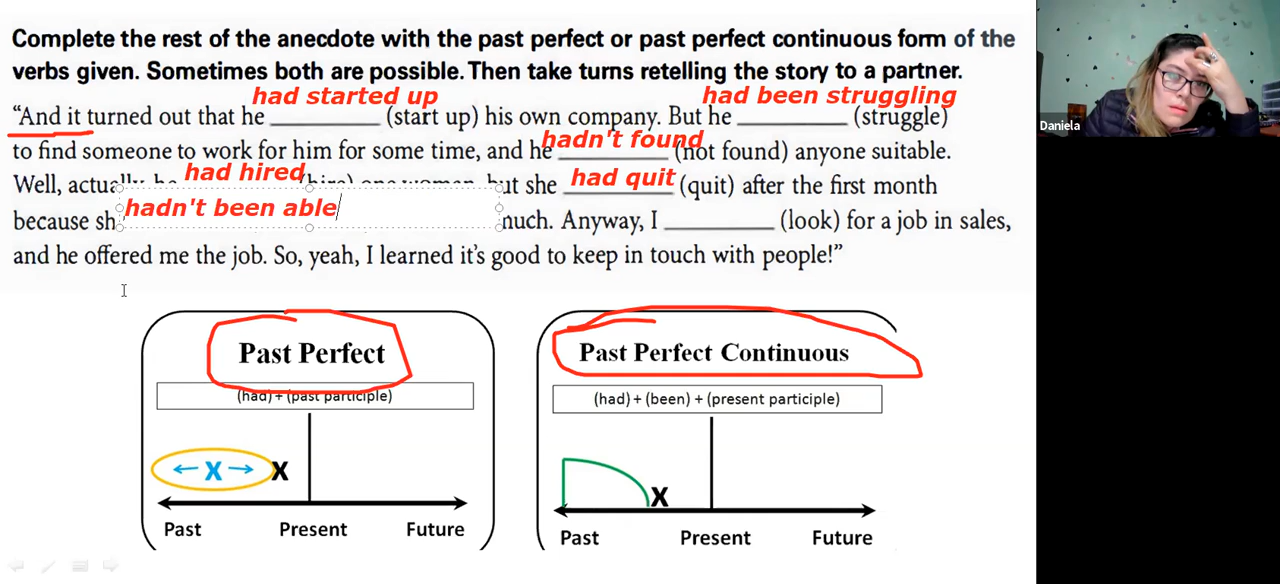 Complete the rest of the anecdote with the past perfect or past perfect continuous form of the
verbs given. Sometimes both are possible. Then take turns retelling the story to a partner.
had started up had been struggling
“And it turned out that he __________ (start up) his own company. But he __________ (struggle)
hadn't found
to find someone to work for him for some time, and he __________ (not found) anyone suitable.
had hired had quit
Well, but she __________ (quit) after the first month
hadn't been able
because Anyway, I __________ (look) for a job in sales,
and he offered me the job. So, yeah, I learned it’s good to keep in touch with people!”
Daniela
Past Perfect
(had) + (past participle)
X X
Past Present Future
Past Perfect Continuous
(had) + (been) + (present participle)
X
Past Present Future